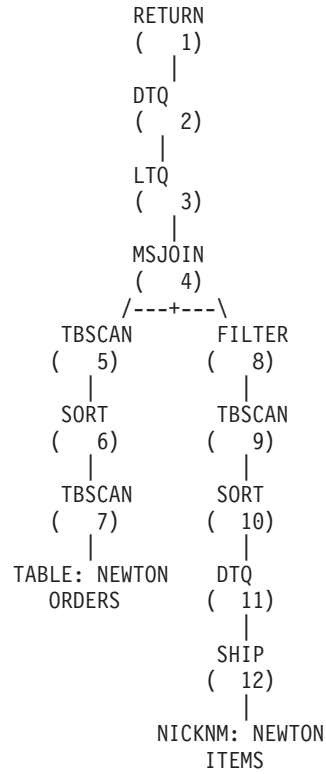 RETURN
( 1)
|
DTQ
( 2)
|
LTQ
( 3)
|
MSJOIN
( 4)
/---+---\
TBSCAN FILTER
( 5) ( 8)
| |
SORT TBSCAN
( 6) ( 9)
| |
TBSCAN SORT
( 7) ( 10)
| |
TABLE: NEWTON DTQ
ORDERS ( 11)
|
SHIP
( 12)
|
NICKNM: NEWTON
ITEMS